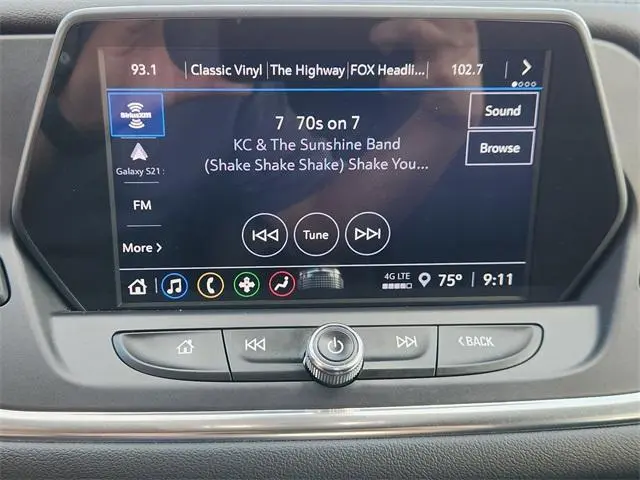 93.1 Classic Vinyl The Highway FOX Headli... 102.7
SiriusXM
Galaxy S21 :
FM
More >
7 70s on 7
KC & The Sunshine Band
(Shake Shake Shake) Shake You...
Sound
Browse
Tune
4G LTE
75° 9:11
< BACK